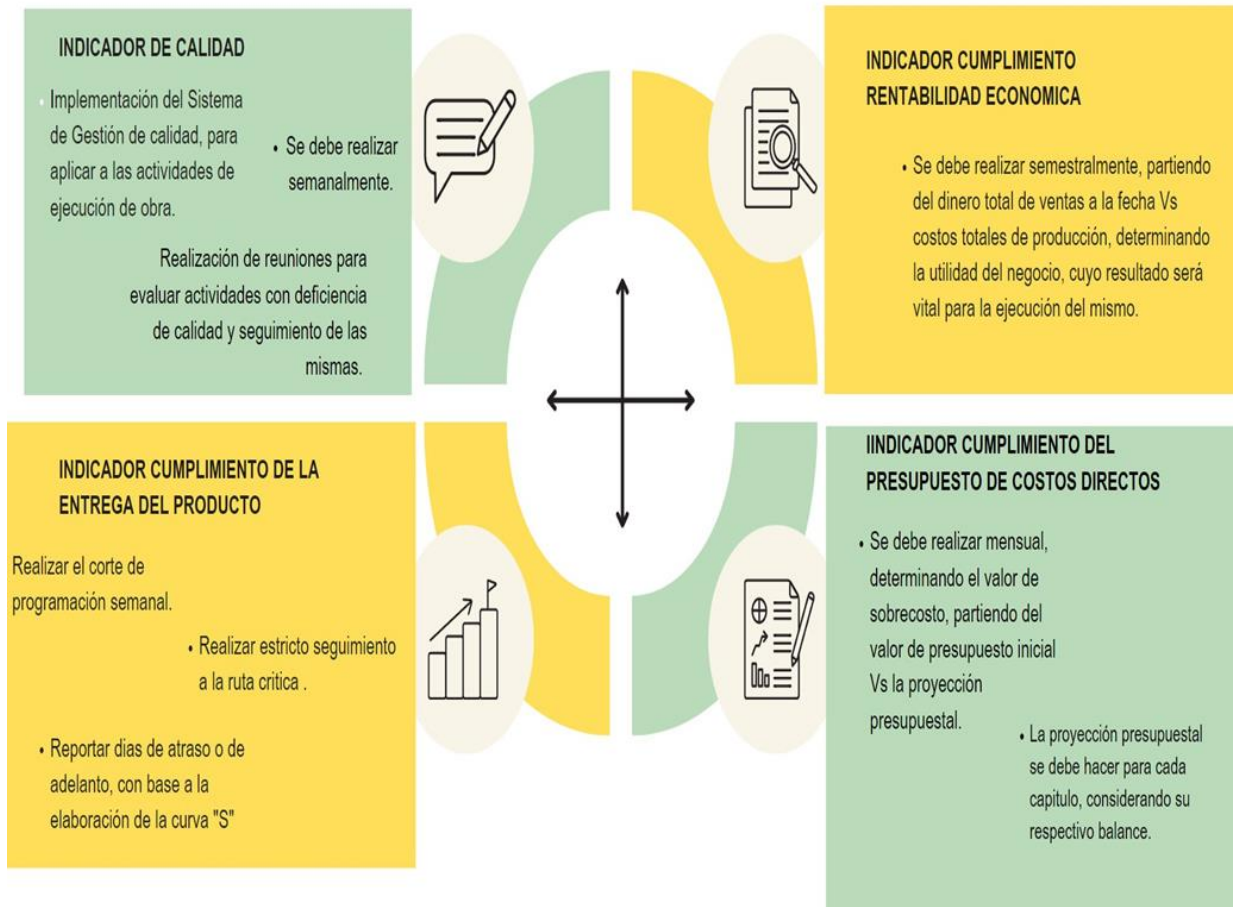 INDICADOR DE CALIDAD
• Implementación del Sistema
de Gestión de calidad, para
aplicar a las actividades de
ejecución de obra.
• Se debe realizar
semanalmente.
Realización de reuniones para
evaluar actividades con deficiencia
de calidad y seguimiento de las
mismas.
INDICADOR CUMPLIMIENTO
RENTABILIDAD ECONOMICA
• Se debe realizar semestralmente, partiendo
del dinero total de ventas a la fecha Vs
costos totales de producción, determinando
la utilidad del negocio, cuyo resultado será
vital para la ejecución del mismo.
INDICADOR CUMPLIMIENTO DE LA
ENTREGA DEL PRODUCTO
Realizar el corte de
programación semanal.
• Realizar estricto seguimiento
a la ruta critica .
• Reportar dias de atraso o de
adelanto, con base a la
elaboración de la curva "S"
IINDICADOR CUMPLIMIENTO DEL
PRESUPUESTO DE COSTOS DIRECTOS
• Se debe realizar mensual,
determinando el valor de
sobrecosto, partiendo del
valor de presupuesto inicial
Vs la proyección
presupuestal.
• La proyección presupuestal
se debe hacer para cada
capitulo, considerando su
respectivo balance.